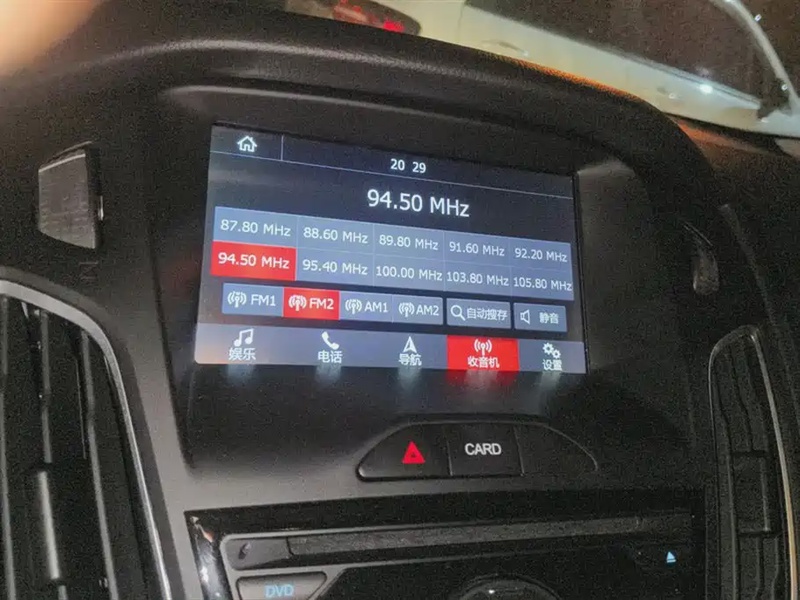 20 29
94.50 MHz
87.80 MHz 88.60 MHz 89.80 MHz 91.60 MHz 92.20 MHz
94.50 MHz 95.40 MHz 100.00 MHz 103.80 MHz 105.80 MHz
FM1 FM2 AM1 AM2 自动搜存 静音
娱乐 电话 导航 收音机 设置
CARD
DVD